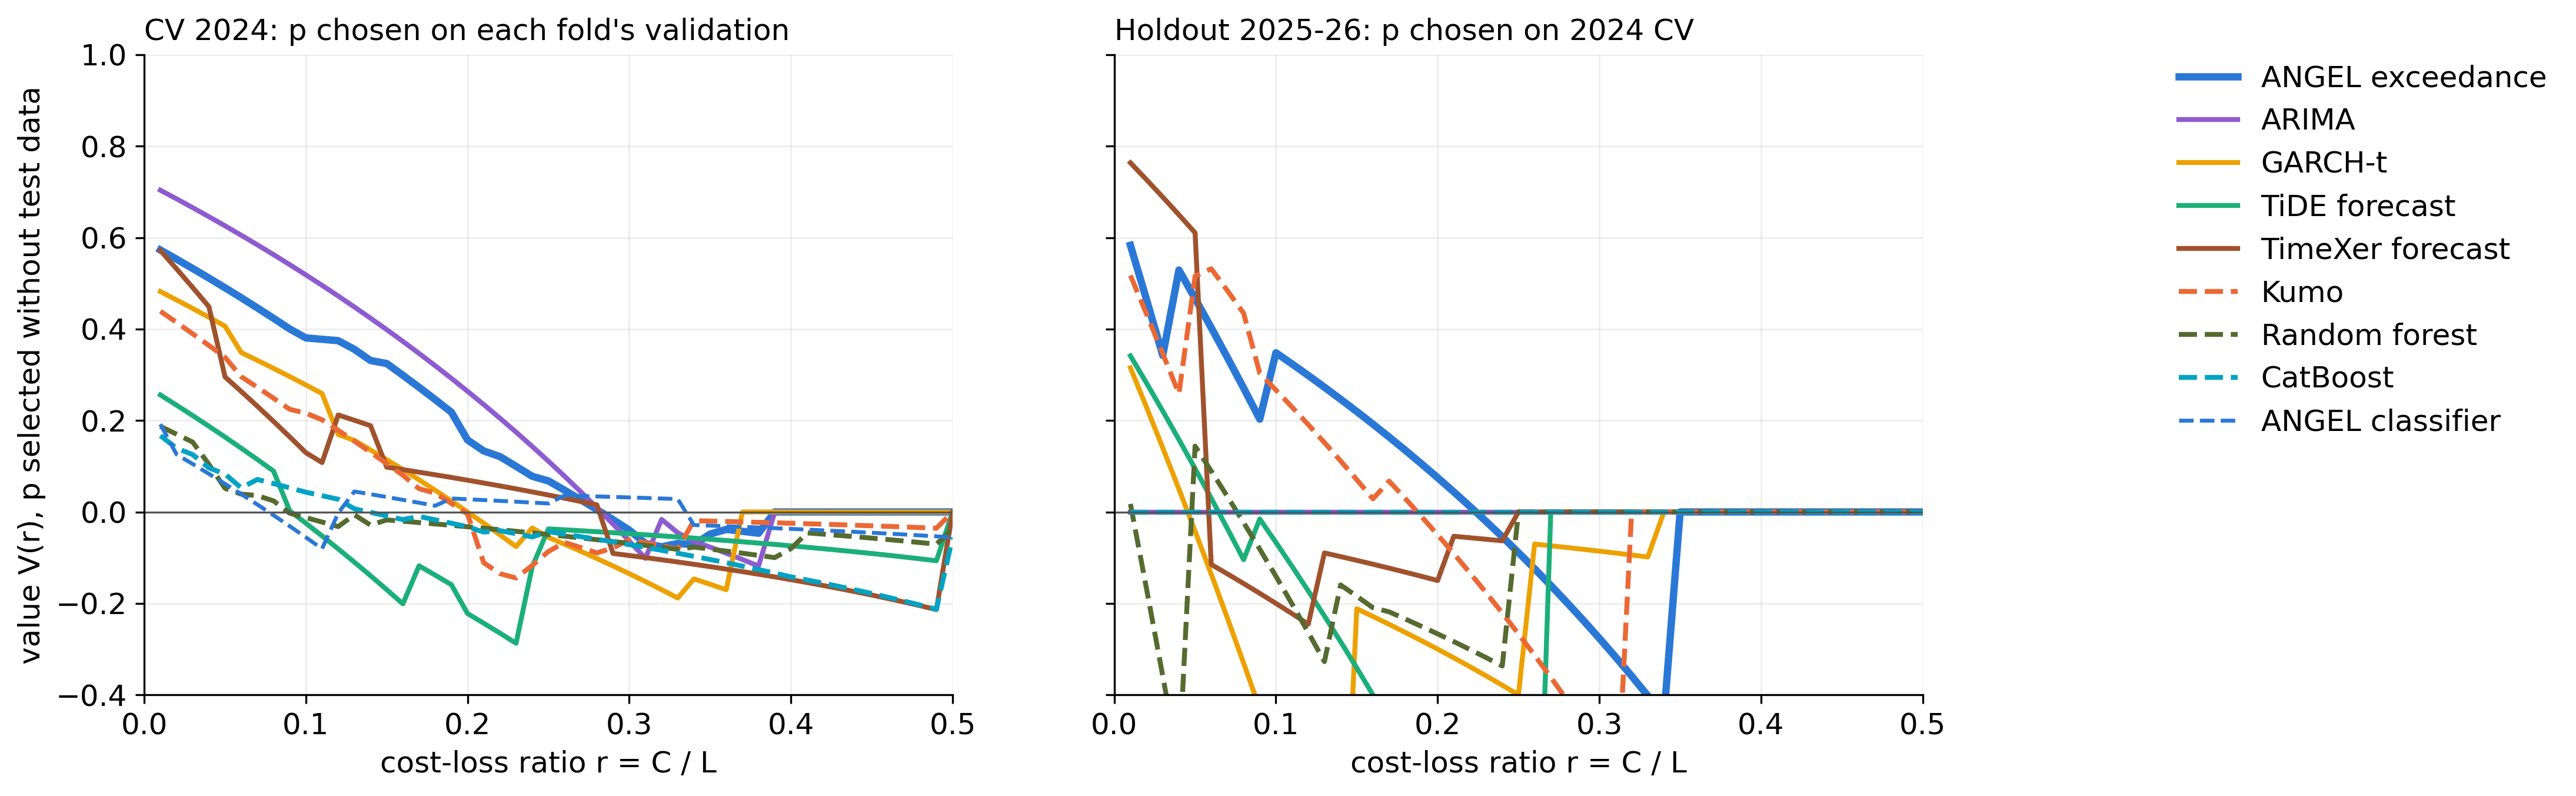 CV 2024: p chosen on each fold's validation
Holdout 2025-26: p chosen on 2024 CV
value V(r), p selected without test data
1.0
0.8
0.6
0.4
0.2
0.0
−0.2
−0.4
0.0 0.1 0.2 0.3 0.4 0.5
0.0 0.1 0.2 0.3 0.4 0.5
cost-loss ratio r = C / L
cost-loss ratio r = C / L
ANGEL exceedance
ARIMA
GARCH-t
TiDE forecast
TimeXer forecast
Kumo
Random forest
CatBoost
ANGEL classifier